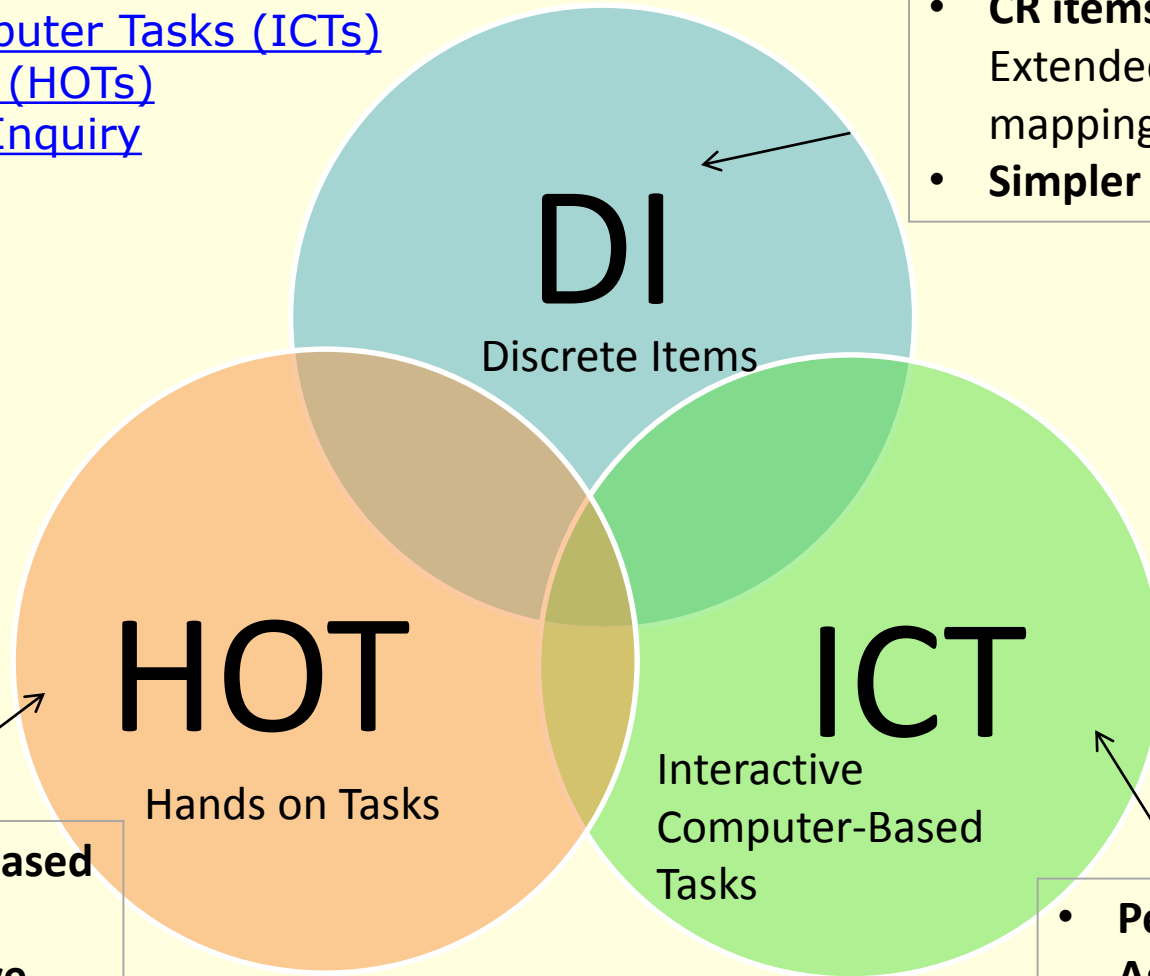 puter Tasks (ICTs)
(HOTs)
Inquiry
• CR items
Extended
mapping
• Simpler
DI
Discrete Items
HOT
Hands on Tasks
ICT
Interactive
Computer-Based
Tasks
ased
• Pe